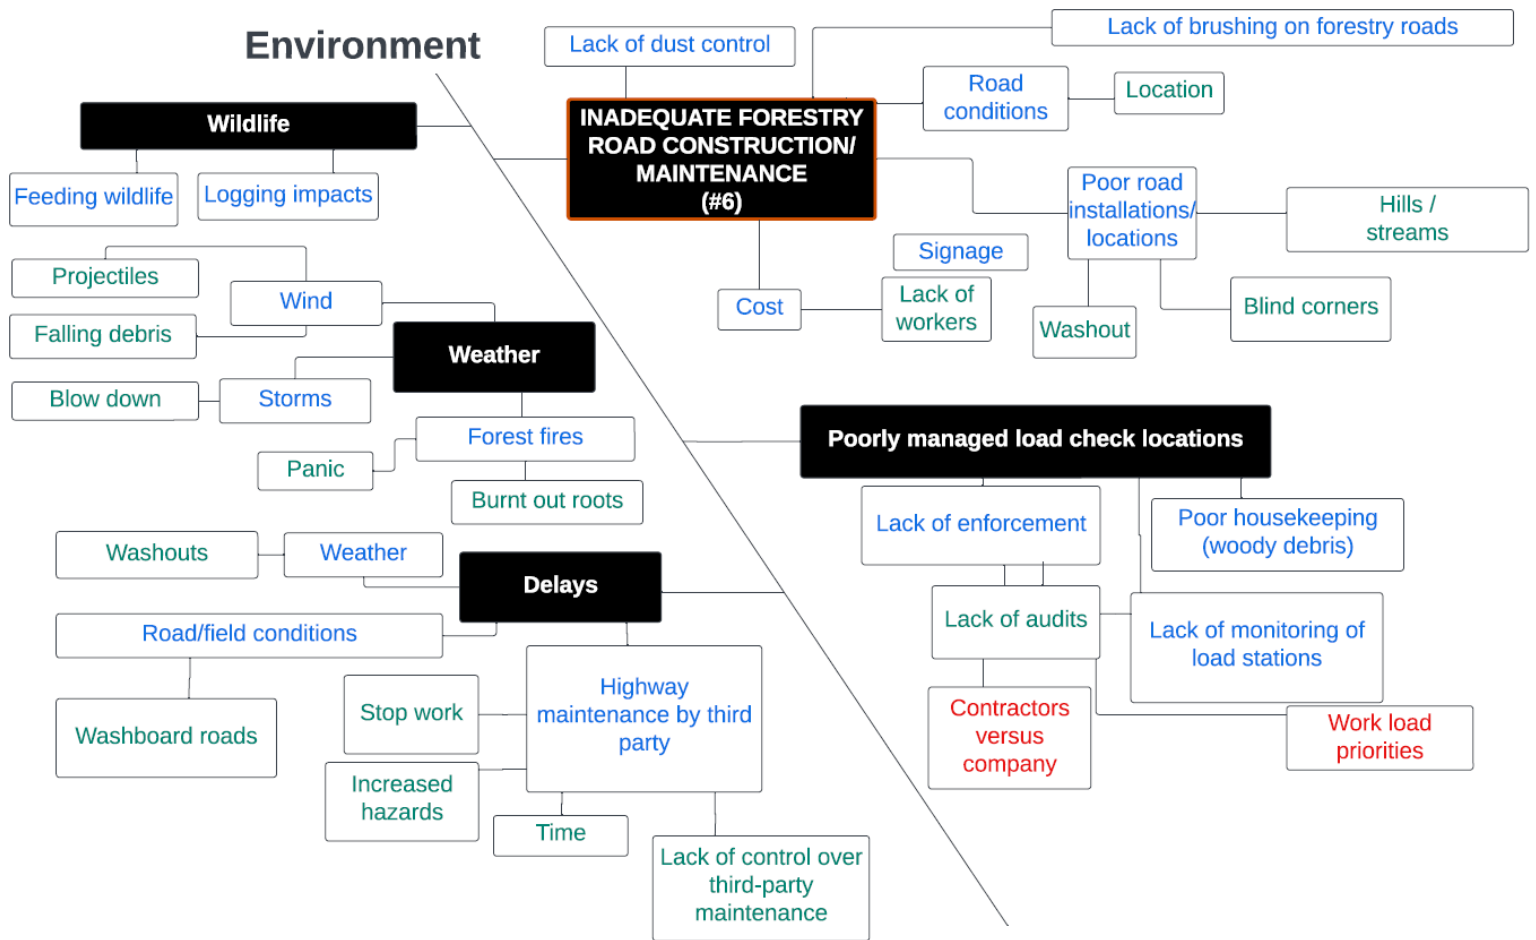 Environment
Lack of dust control
Lack of brushing on forestry roads
Road
conditions
Location
INADEQUATE FORESTRY
ROAD CONSTRUCTION/
MAINTENANCE
(#6)
Wildlife
Feeding wildlife
Logging impacts
Poor road
installations/
locations
Hills /
streams
Signage
Cost
Lack of
workers
Washout
Blind corners
Projectiles
Wind
Falling debris
Weather
Blow down
Storms
Forest fires
Panic
Burnt out roots
Poorly managed load check locations
Lack of enforcement
Poor housekeeping
(woody debris)
Lack of audits
Lack of monitoring of
load stations
Contractors
versus
company
Work load
priorities
Washouts
Weather
Delays
Road/field conditions
Washboard roads
Stop work
Highway
maintenance by third
party
Increased
hazards
Time
Lack of control over
third-party
maintenance